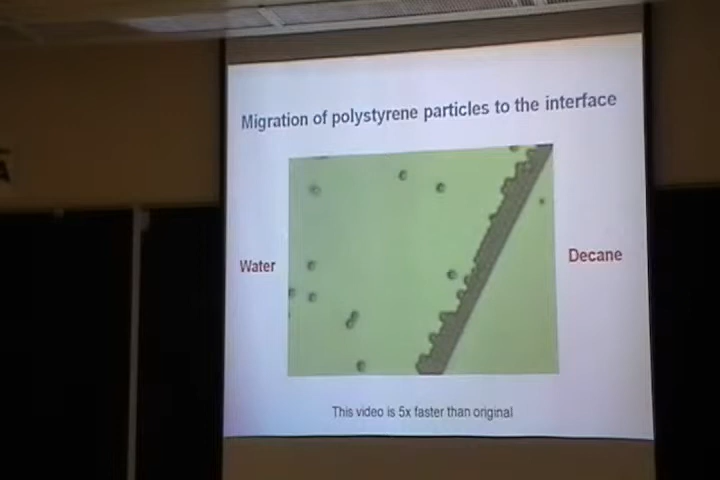 Migration of polystyrene particles to the interface
Water
Decane
This video is 5x faster than original